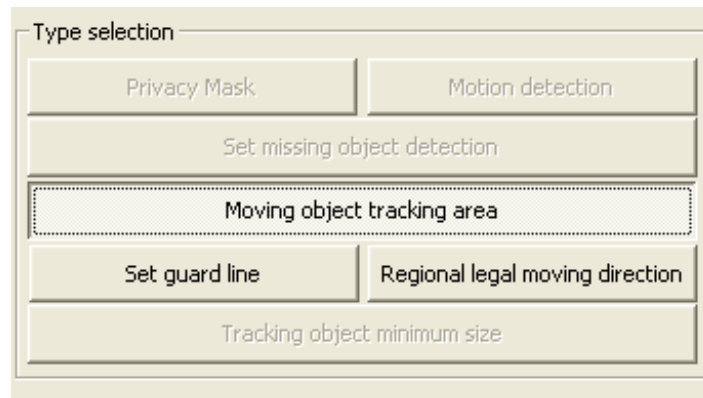 Type selection
Privacy Mask
Motion detection
Set missing object detection
Moving object tracking area
Set guard line
Regional legal moving direction
Tracking object minimum size